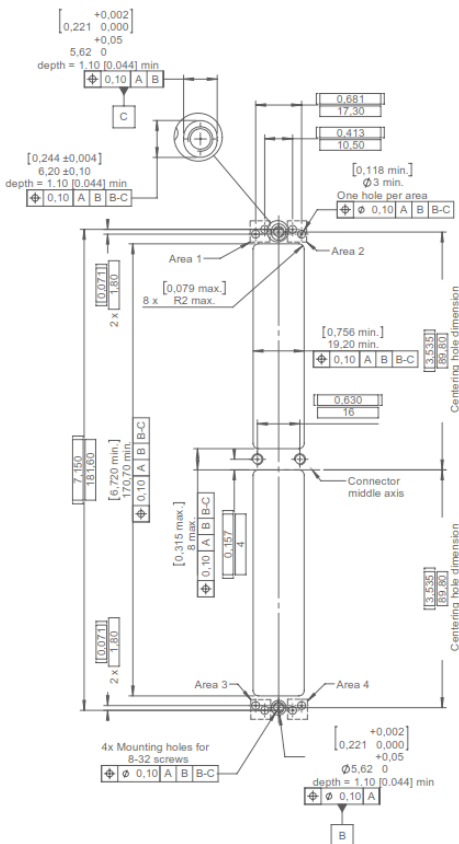 +0,002
[0,221 0,000]
+0,05
5,62 0
depth = 1.10 [0.044] min
⌖ 0,10 A B
C
[0,244 ±0,004]
6,20 ±0,10
depth = 1.10 [0.044] min
⌖ 0,10 A B B-C
[0,681]
17,30
[0,413]
10,50
[0,118 min.]
Ø3 min.
One hole per area
⌖ ø 0,10 A B B-C
Area 1
Area 2
[0,079 max.]
8 x R2 max.
[0,071]
1,80
2 x
[0,756 min.]
19,20 min.
⌖ 0,10 A B B-C
[3.535]
89,80
Centering hole dimension
[0,630]
16
7,150
181,60
[6,720 min.]
170,70 min.
⌖ 0,10 A B B-C
Connector
middle axis
[0,315 max.]
8 max.
⌖ 0,10 A B B-C
[0,157]
4
[3.535]
89,80
Centering hole dimension
[0,071]
1,80
2 x
Area 3
Area 4
4x Mounting holes for
8-32 screws
⌖ ø 0,10 A B B-C
+0,002
[0,221 0,000]
+0,05
Ø5,62 0
depth = 1,10 [0.044] min
⌖ ø 0,10 A
B